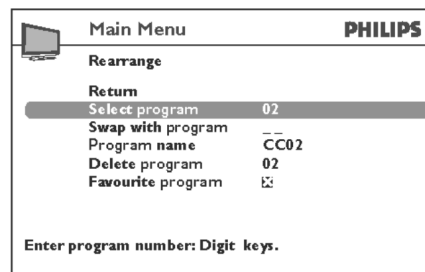 Main Menu PHILIPS
Rearrange
Return
Select program 02
Swap with program _ _
Program name CC02
Delete program 02
Favourite program
Enter program number: Digit keys.